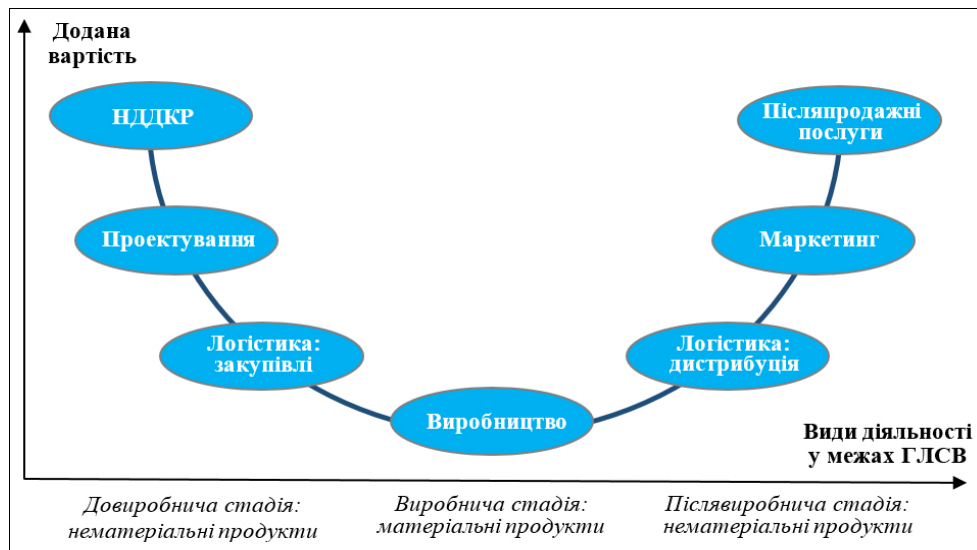 Додана
вартість
НДДКР
Післяпродажні
послуги
Проектування
Маркетинг
Логістика:
закупівлі
Логістика:
дистрибуція
Виробництво
Види діяльності
у межах ГЛСВ
Довиробнича стадія:
нематеріальні продукти
Виробнича стадія:
матеріальні продукти
Післявиробнича стадія:
нематеріальні продукти